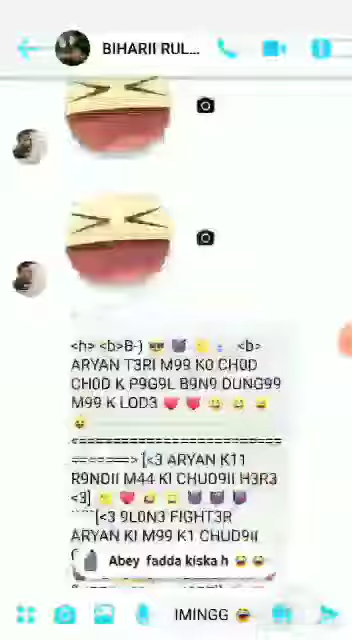 BIHARII RUL...
<h> <b>B-) 😎 😈 🌟 <b>
ARYAN T3RI M99 K0 CH0D
CH0D K P9G9L B9N9 DUNG99
M99 K L0D3 ❤️ ❤️ 😄 😄 😄
😄
<===========================
=======> [<3 ARYAN K11
R9NDII M44 KI CHUD9II H3R3
<3] 🌟 ❤️ 😄 😄 😈 😈 😈
````[<3 9L0N3 FIGHT3R
ARYAN KI M99 K1 CHUD9II
Abey fadda kiska h 😄 😄
IMINGG 😄